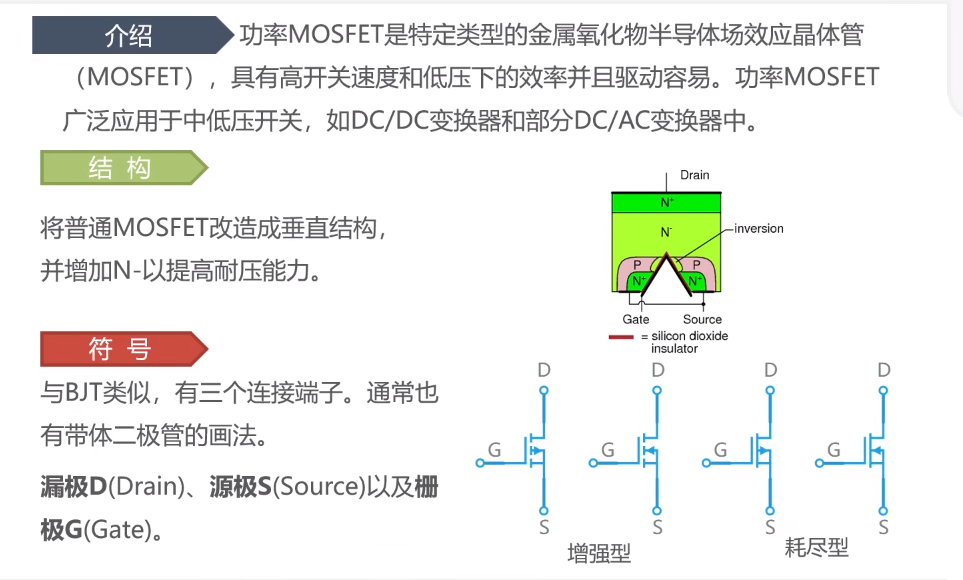 介绍
功率MOSFET是特定类型的金属氧化物半导体场效应晶体管
（MOSFET），具有高开关速度和低压下的效率并且驱动容易。功率MOSFET
广泛应用于中低压开关，如DC/DC变换器和部分DC/AC变换器中。
结 构
将普通MOSFET改造成垂直结构，
并增加N-以提高耐压能力。
Drain
N+
N-
inversion
P
P
N+
N+
Gate
Source
= silicon dioxide
insulator
符 号
与BJT类似，有三个连接端子。通常也
有带体二极管的画法。
漏极D(Drain)、源极S(Source)以及栅
极G(Gate)。
D
D
D
D
G
G
G
G
S
S
S
S
增强型
耗尽型